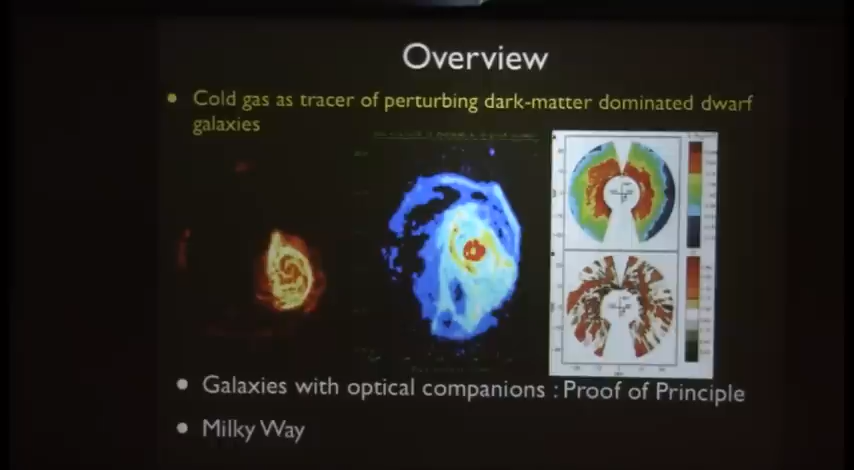 Overview
• Cold gas as tracer of perturbing dark-matter dominated dwarf
galaxies
• Galaxies with optical companions : Proof of Principle
• Milky Way